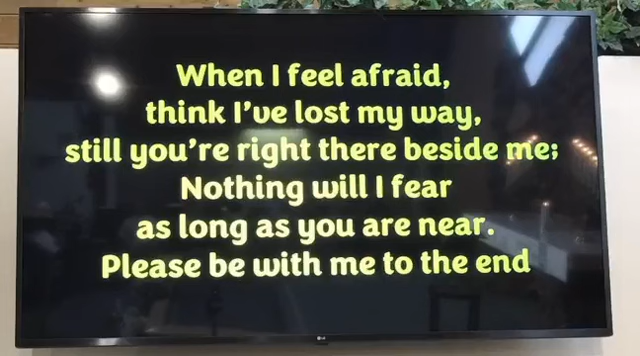 When I feel afraid,
think I've lost my way,
still you're right there beside me;
Nothing will I fear
as long as you are near.
Please be with me to the end
LG